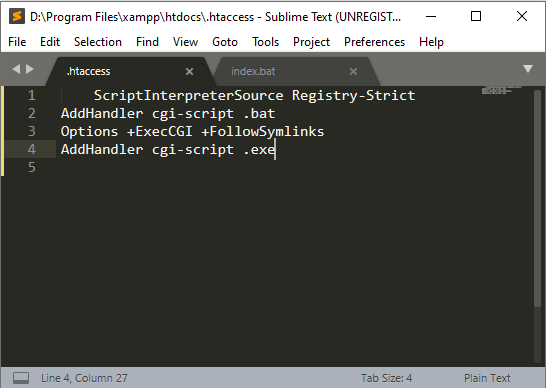 D:\Program Files\xampp\htdocs\.htaccess - Sublime Text (UNREGIST...
File Edit Selection Find View Goto Tools Project Preferences Help
.htaccess index.bat
1 ScriptInterpreterSource Registry-Strict
2 AddHandler cgi-script .bat
3 Options +ExecCGI +FollowSymlinks
4 AddHandler cgi-script .exe
5
Line 4, Column 27 Tab Size: 4 Plain Text